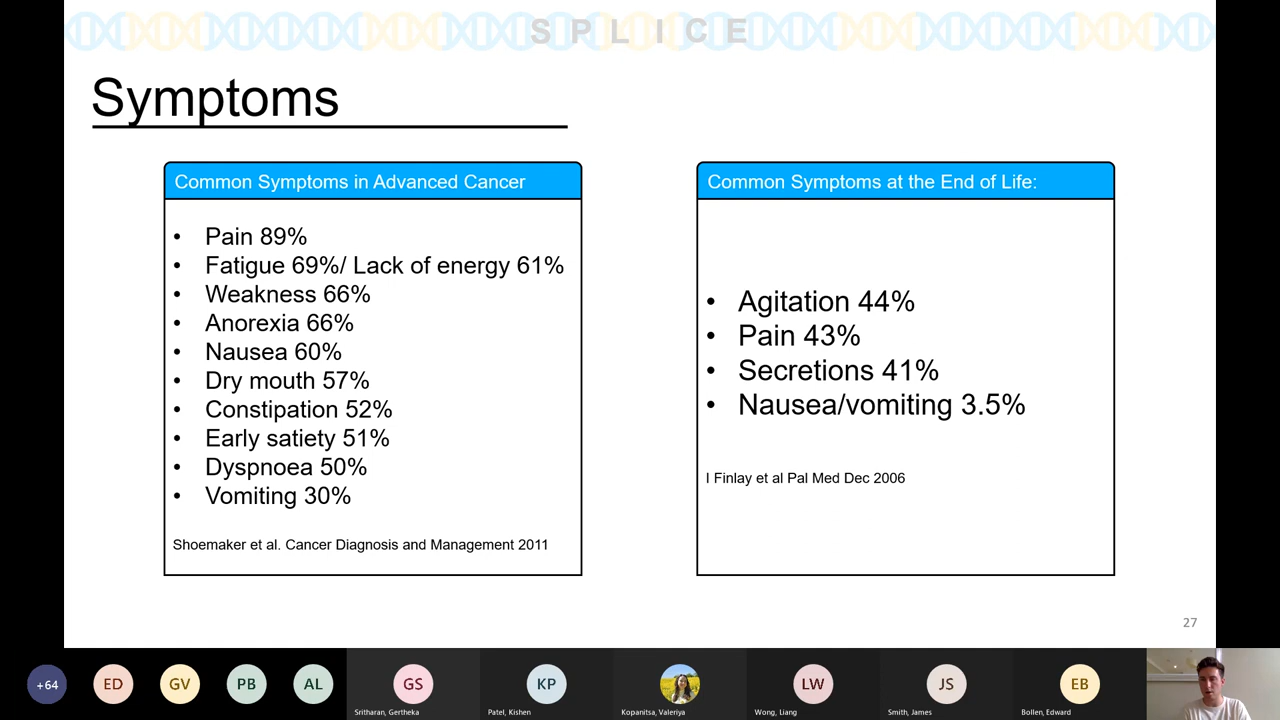 SPLICE
Symptoms
Common Symptoms in Advanced Cancer
• Pain 89%
• Fatigue 69%/ Lack of energy 61%
• Weakness 66%
• Anorexia 66%
• Nausea 60%
• Dry mouth 57%
• Constipation 52%
• Early satiety 51%
• Dyspnoea 50%
• Vomiting 30%
Shoemaker et al. Cancer Diagnosis and Management 2011
Common Symptoms at the End of Life:
• Agitation 44%
• Pain 43%
• Secretions 41%
• Nausea/vomiting 3.5%
I Finlay et al Pal Med Dec 2006
27
+64
ED
GV
PB
AL
GS
Sritharan, Gertheka
KP
Patel, Kishen
Kopanitsa, Valeriya
LW
Wong, Liang
JS
Smith, James
EB
Bollen, Edward